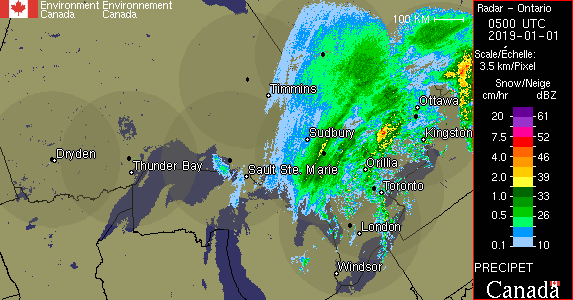 Environment Environnement
Canada Canada
100 KM
Timmins
Ottawa
Sudbury
Kingston
Dryden
Thunder Bay
Sault Ste. Marie
Orillia
Toronto
London
Windsor
Radar - Ontario
0500 UTC
2019-01-01
Scale/Échelle:
3.5 km/Pixel
Snow/Neige
cm/hr dBZ
20 61
7.5 57
5.0 52
4.0 46
2.0 39
1.0 33
0.5 26
0.1 10
PRECIPET
Canada